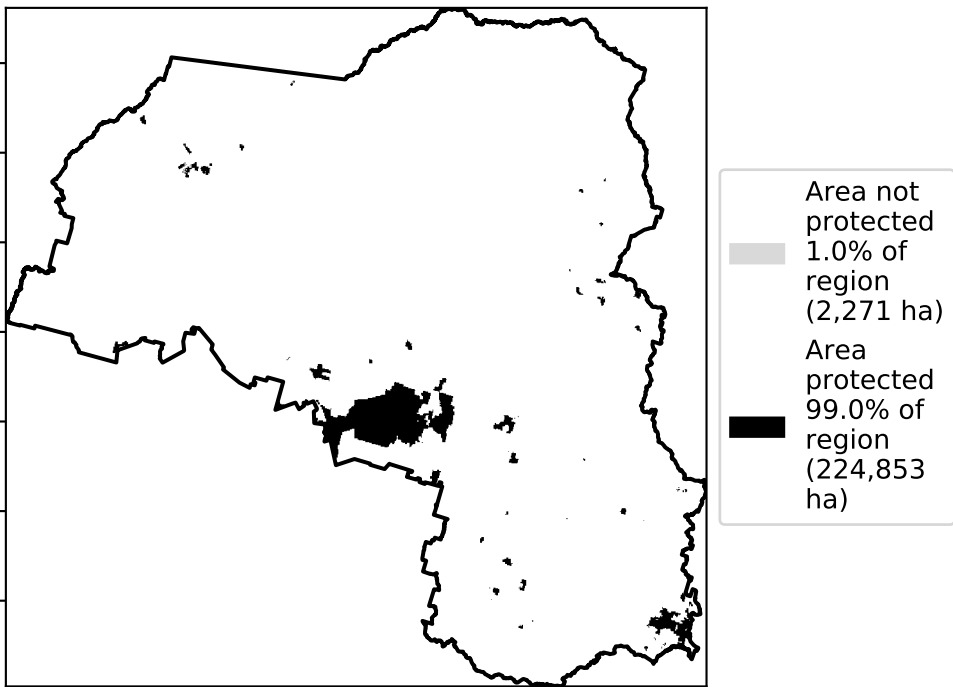 Area not
protected
1.0% of
region
(2,271 ha)
Area
protected
99.0% of
region
(224,853
ha)